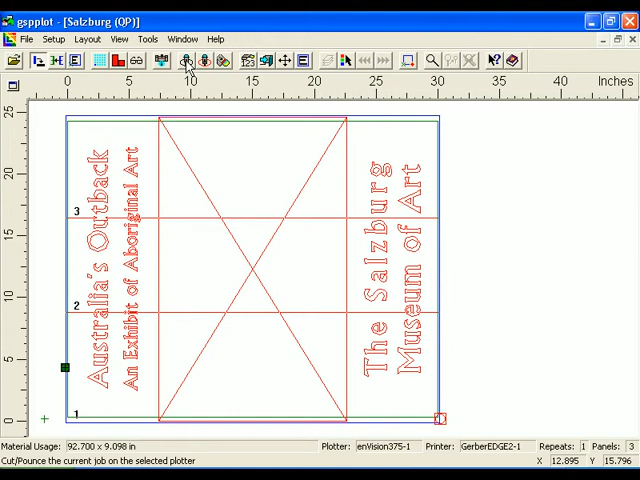 gspplot - [Salzburg (QP)]
File Setup Layout View Tools Window Help
0 5 10 15 20 25 30 35 40 Inches
25
20
15
10
5
0
3
2
1
Australia's Outback
An Exhibit of Aboriginal Art
The Salzburg
Museum of Art
Material Usage: 92.700 x 9.098 in Plotter: enVision375-1 Printer: GerberEDGE2-1 Repeats: 1 Panels: 3
Cut/Pounce the current job on the selected plotter X 12.895 Y 15.796